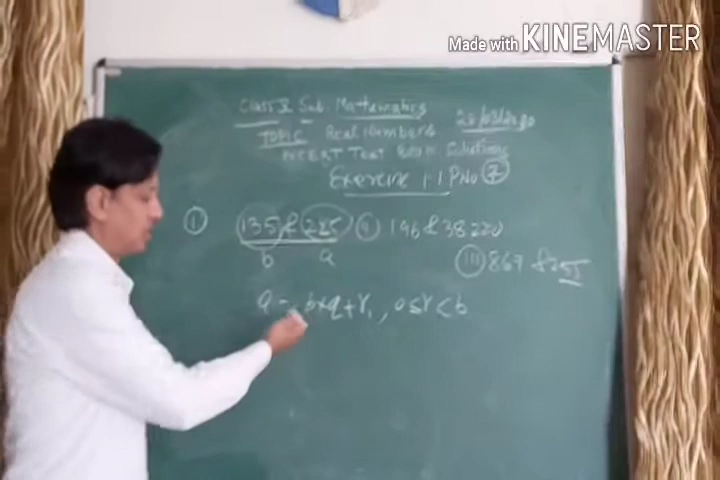 Made with KINEMASTER
Class X Sub. Mathematics
TOPIC Real Numbers
NCERT Text Book Solutions
Exercise 1.1 P.No 7
(i) 135 & 225 (ii) 196 & 38220
b a
(iii) 867 & 255
a = b×q+r, 0≤r<b